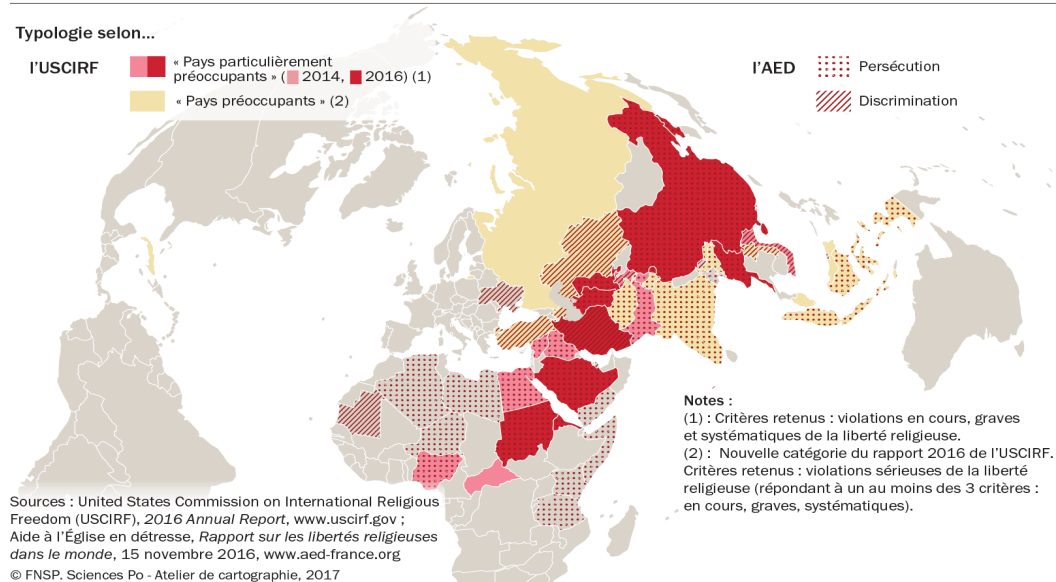 Typologie selon...
l'USCIRF
« Pays particulièrement
préoccupants » ( 2014, 2016) (1)
« Pays préoccupants » (2)
l'AED
Persécution
Discrimination
Notes :
(1) : Critères retenus : violations en cours, graves
et systématiques de la liberté religieuse.
(2) : Nouvelle catégorie du rapport 2016 de l'USCIRF.
Critères retenus : violations sérieuses de la liberté
religieuse (répondant à un au moins des 3 critères :
en cours, graves, systématiques).
Sources : United States Commission on International Religious
Freedom (USCIRF), 2016 Annual Report, www.uscirf.gov ;
Aide à l'Église en détresse, Rapport sur les libertés religieuses
dans le monde, 15 novembre 2016, www.aed-france.org
© FNSP. Sciences Po - Atelier de cartographie, 2017